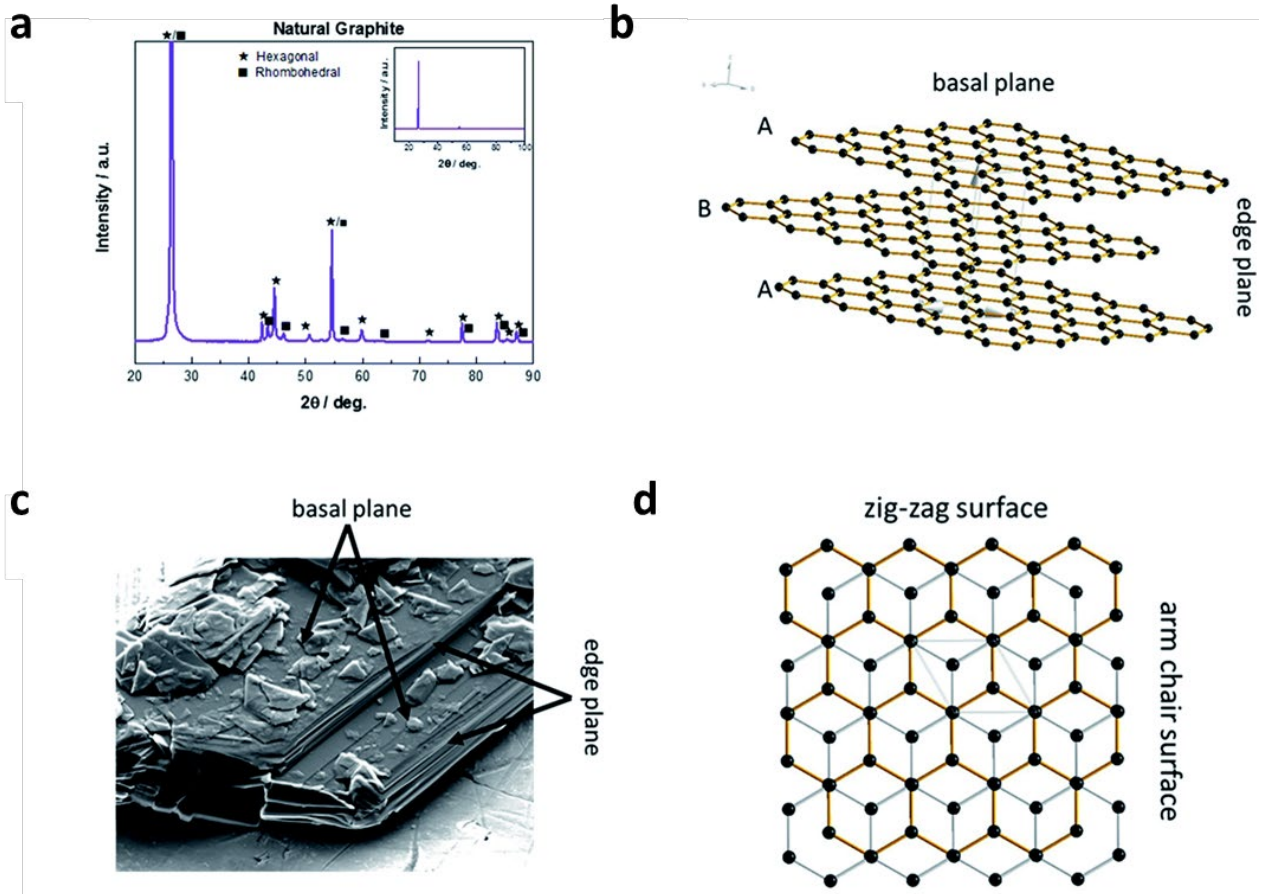 a
Natural Graphite
★/■
★ Hexagonal
■ Rhombohedral
Intensity / a.u.
20 40 60 80 100
2θ / deg.
Intensity / a.u.
20 30 40 50 60 70 80 90
2θ / deg.
★/■
b
basal plane
A
B
A
edge plane
c
basal plane
edge plane
d
zig-zag surface
arm chair surface